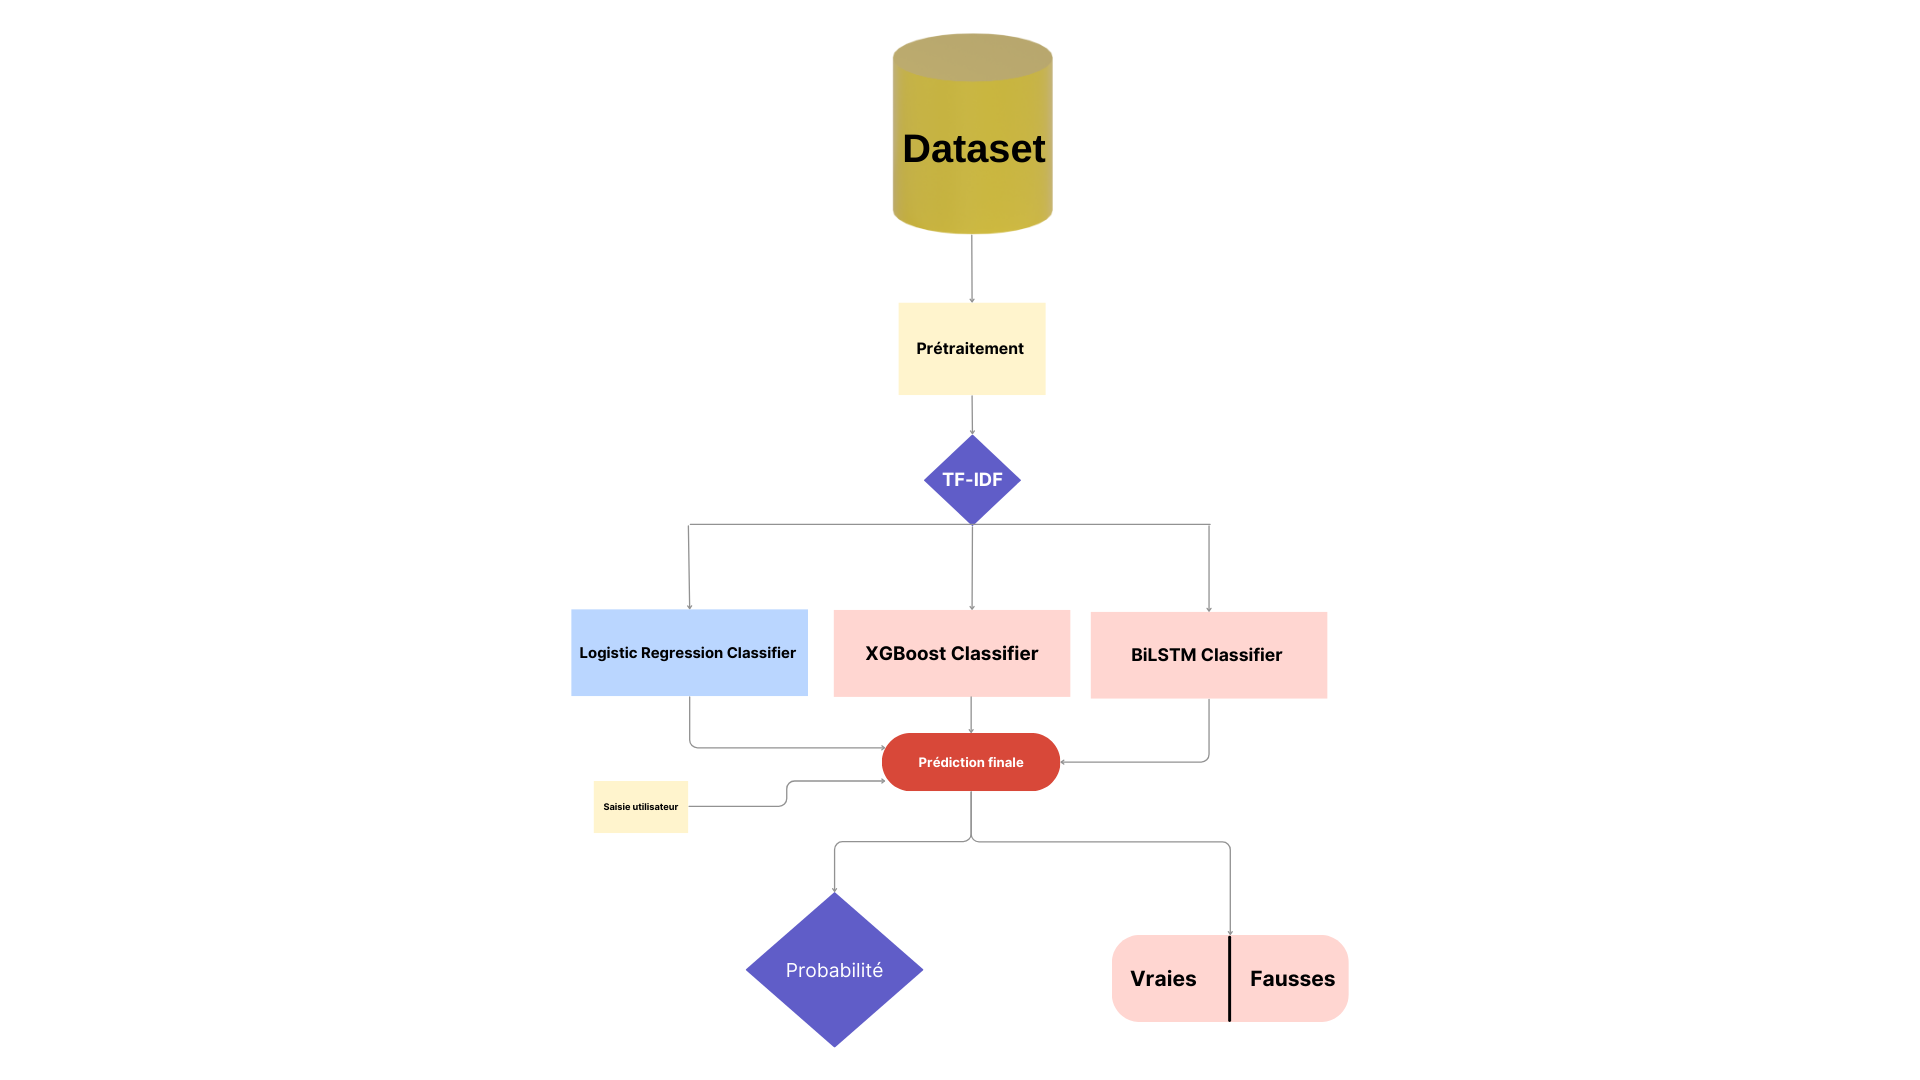 Dataset
Prétraitement
TF-IDF
Logistic Regression Classifier
XGBoost Classifier
BiLSTM Classifier
Prédiction finale
Saisie utilisateur
Probabilité
Vraies
Fausses